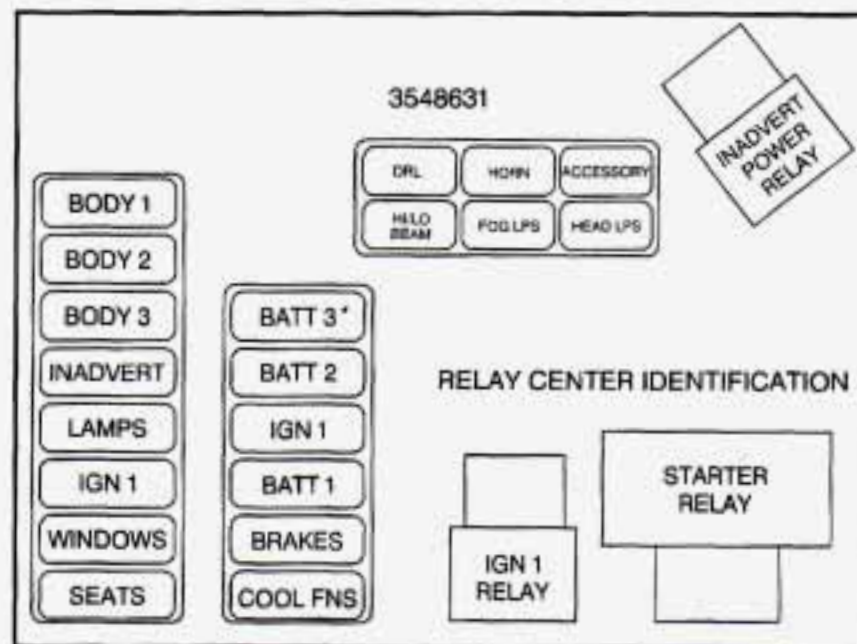 3548631
INADVERT
POWER
RELAY
DRL
HORN
ACCESSORY
HI/LO
BEAM
FOG LPS
HEAD LPS
BODY 1
BODY 2
BODY 3
INADVERT
LAMPS
IGN 1
WINDOWS
SEATS
BATT 3*
BATT 2
IGN 1
BATT 1
BRAKES
COOL FNS
RELAY CENTER IDENTIFICATION
IGN 1
RELAY
STARTER
RELAY